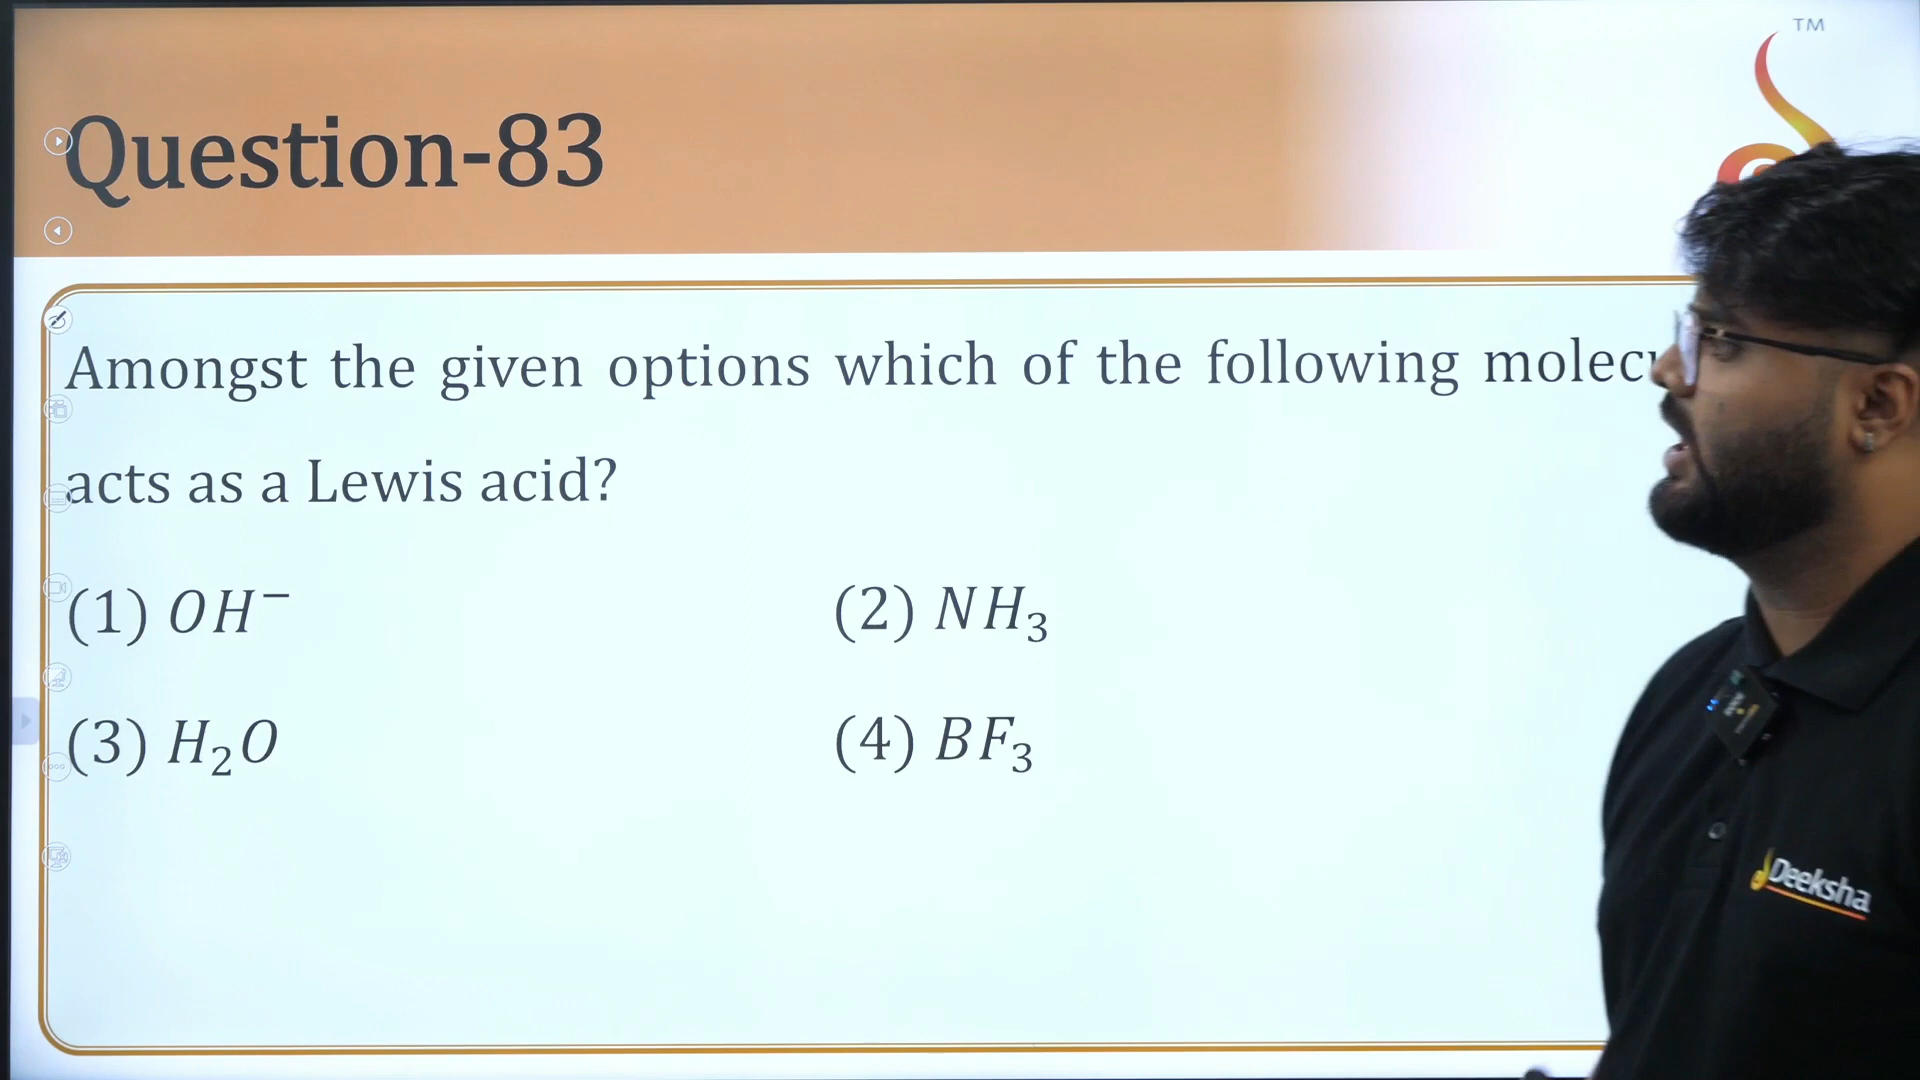 TM
Question-83
Amongst the given options which of the following
acts as a Lewis acid?
(1) OH⁻
(2) NH₃
(3) H₂O
(4) BF₃
Deeksha